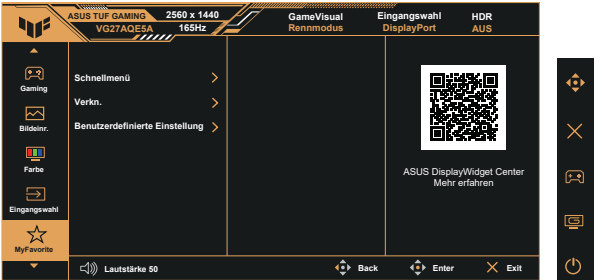 ASUS TUF GAMING 2560 x 1440
VG27AQE5A 165Hz
GameVisual
Rennmodus
Eingangswahl
DisplayPort
HDR
AUS
Gaming
Bildeinr.
Farbe
Eingangswahl
MyFavorite
Schnellmenü
Verkn.
Benutzerdefinierte Einstellung
ASUS DisplayWidget Center
Mehr erfahren
Lautstärke 50
Back
Enter
Exit